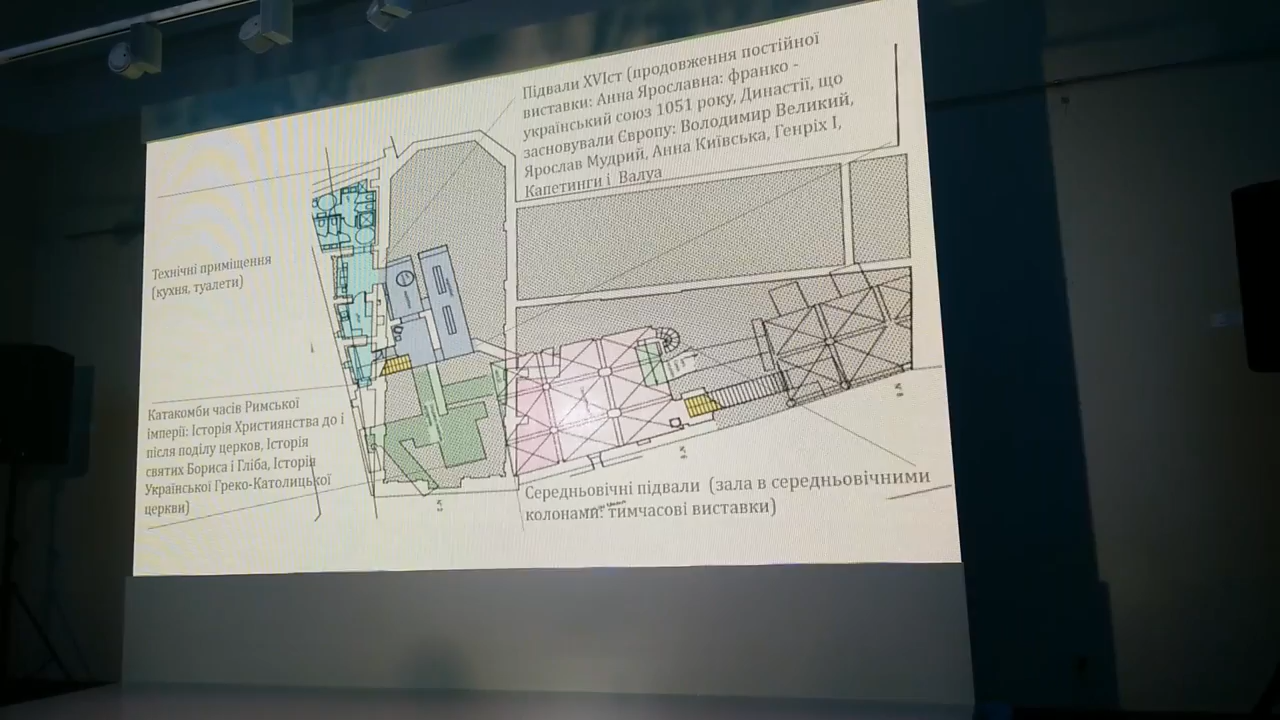 Підвали XVIст (продовження постійної
виставки: Анна Ярославна: франко -
український союз 1051 року, Династії, що
засновували Європу: Володимир Великий,
Ярослав Мудрий, Анна Київська, Генріх I,
Капетинги і Валуа
Технічні приміщення
(кухня, туалети)
Катакомби часів Римської
імперії: Історія Християнства до і
після поділу церков, Історія
святих Бориса і Гліба, Історія
Української Греко-Католицької
церкви)
Середньовічні підвали (зала в середньовічними
колонами: тимчасові виставки)